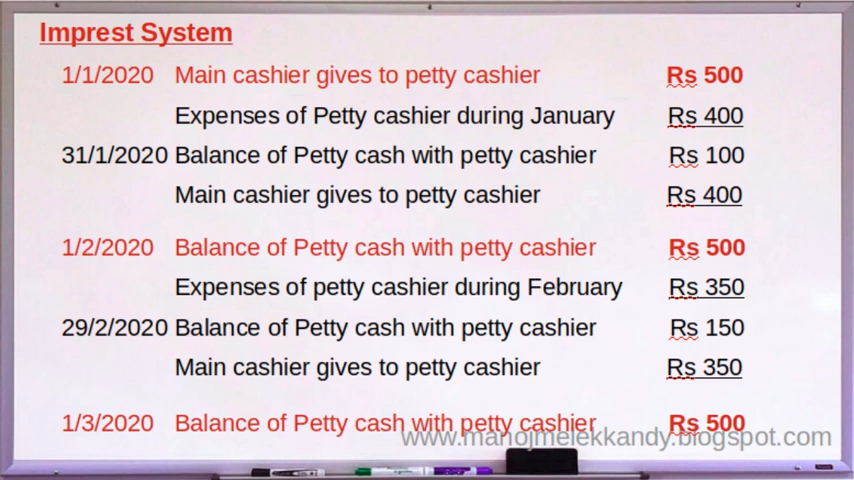 Imprest System
1/1/2020 Main cashier gives to petty cashier Rs 500
Expenses of Petty cashier during January Rs 400
31/1/2020 Balance of Petty cash with petty cashier Rs 100
Main cashier gives to petty cashier Rs 400
1/2/2020 Balance of Petty cash with petty cashier Rs 500
Expenses of petty cashier during February Rs 350
29/2/2020 Balance of Petty cash with petty cashier Rs 150
Main cashier gives to petty cashier Rs 350
1/3/2020 Balance of Petty cash with petty cashier Rs 500
www.manojmelekkandy.blogspot.com